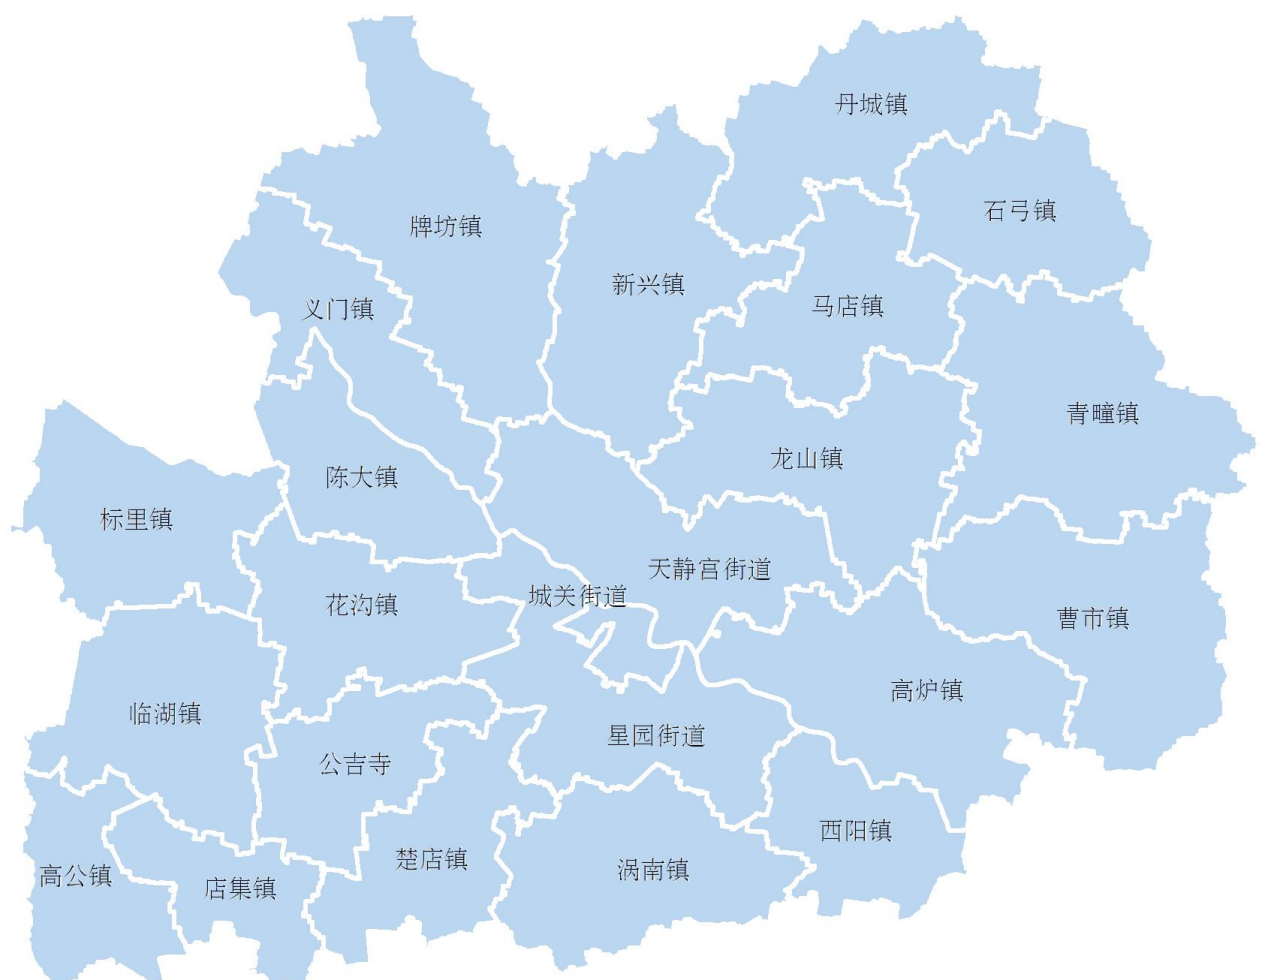 丹城镇
石弓镇
牌坊镇
新兴镇
马店镇
义门镇
青疃镇
龙山镇
陈大镇
标里镇
天静宫街道
城关街道
花沟镇
曹市镇
高炉镇
临湖镇
星园街道
公吉寺
西阳镇
楚店镇
涡南镇
高公镇
店集镇